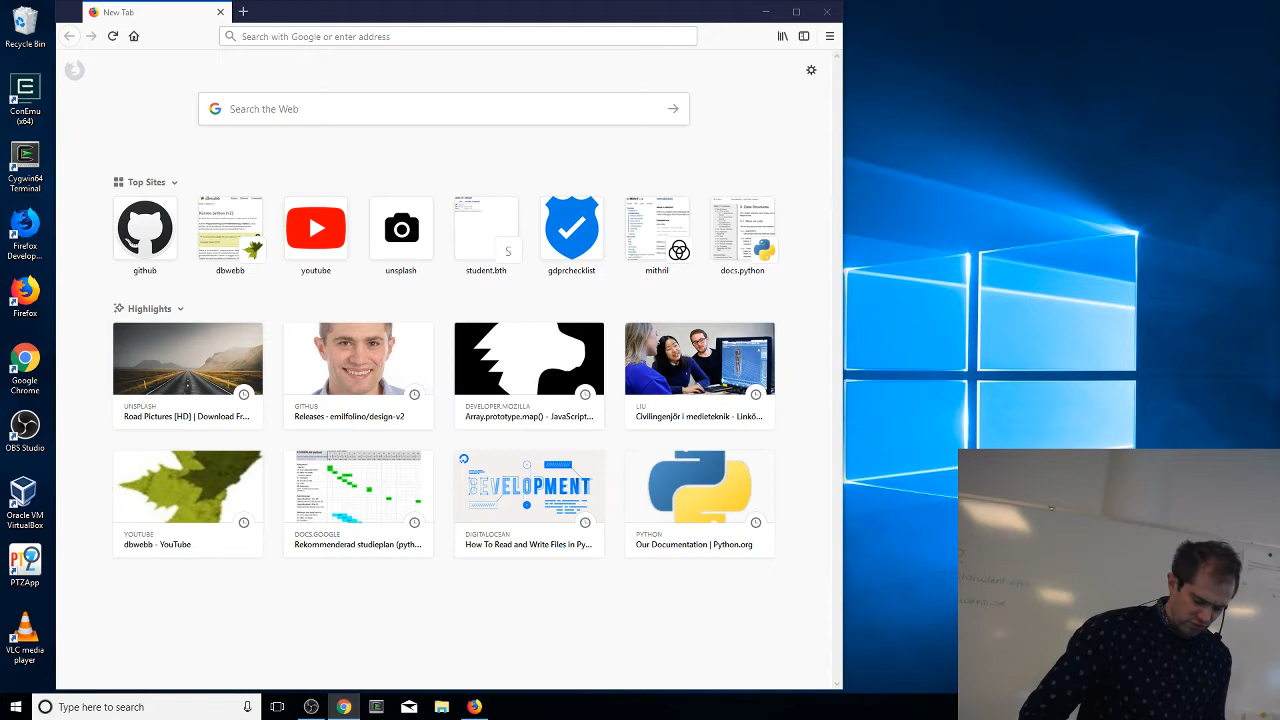 New Tab
Search with Google or enter address
Search the Web
Top Sites
github
dbwebb
youtube
unsplash
S
student.bth
gdprchecklist
mithril
docs.python
Highlights
UNSPLASH
Road Pictures [HD] | Download Fr...
GITHUB
Releases - emilfolino/design-v2
DEVELOPER.MOZILLA
Array.prototype.map() - JavaScript...
LIU
Civilingenjör i medieteknik - Linkö...
DEVELOPMENT
YOUTUBE
dbwebb - YouTube
DOCS.GOOGLE
Rekommenderad studieplan (pyth...
DIGITALOCEAN
How To Read and Write Files in Py...
PYTHON
Our Documentation | Python.org
Recycle Bin
ConEmu
(x64)
Cygwin64
Terminal
Firefox
Firefox
Google
Chrome
OBS Studio
Oracle VM
VirtualBox
PTZ
PTZApp
VLC media
player
Type here to search